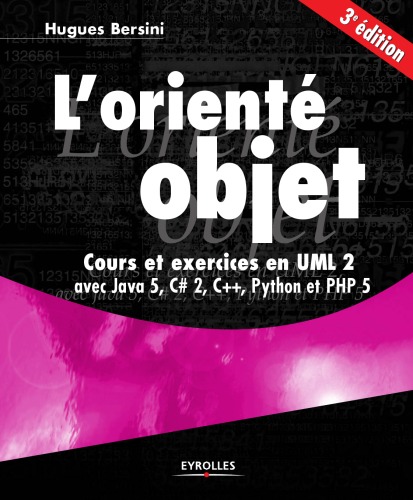 Hugues Bersini
3e édition
L'orienté
objet
Cours et exercices en UML 2
avec Java 5, C# 2, C++, Python et PHP 5
EYROLLES